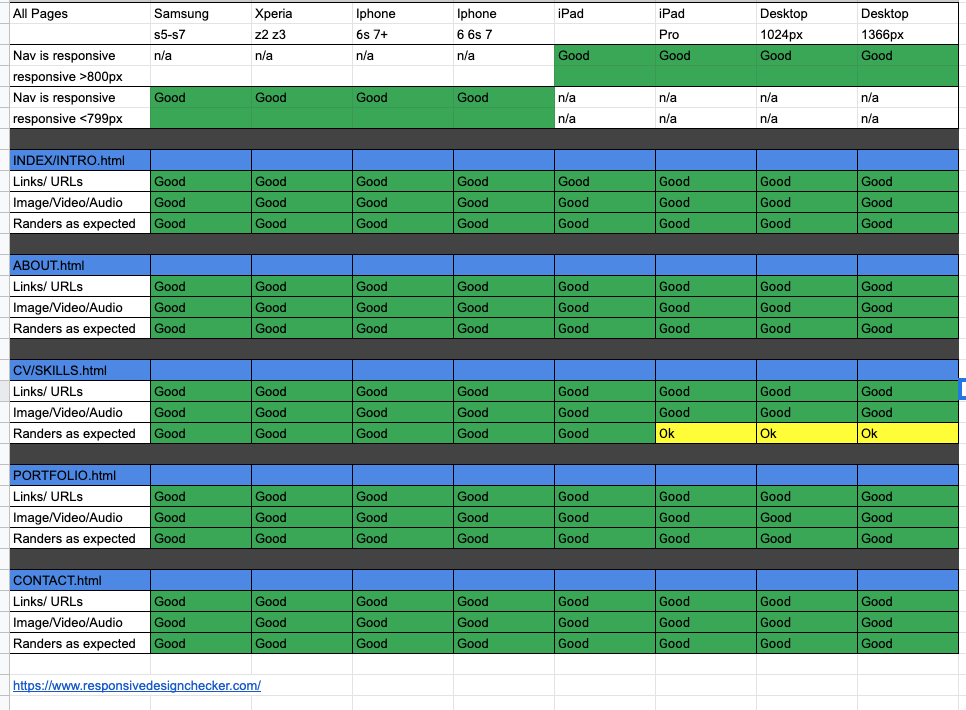 All Pages Samsung Xperia Iphone Iphone iPad iPad Desktop Desktop
s5-s7 z2 z3 6s 7+ 6 6s 7 Pro 1024px 1366px
Nav is responsive n/a n/a n/a n/a Good Good Good Good
responsive >800px
Nav is responsive Good Good Good Good n/a n/a n/a n/a
responsive <799px n/a n/a n/a n/a
INDEX/INTRO.html
Links/ URLs Good Good Good Good Good Good Good Good
Image/Video/Audio Good Good Good Good Good Good Good Good
Randers as expected Good Good Good Good Good Good Good Good
ABOUT.html
Links/ URLs Good Good Good Good Good Good Good Good
Image/Video/Audio Good Good Good Good Good Good Good Good
Randers as expected Good Good Good Good Good Good Good Good
CV/SKILLS.html
Links/ URLs Good Good Good Good Good Good Good Good
Image/Video/Audio Good Good Good Good Good Good Good Good
Randers as expected Good Good Good Good Good Ok Ok Ok
PORTFOLIO.html
Links/ URLs Good Good Good Good Good Good Good Good
Image/Video/Audio Good Good Good Good Good Good Good Good
Randers as expected Good Good Good Good Good Good Good Good
CONTACT.html
Links/ URLs Good Good Good Good Good Good Good Good
Image/Video/Audio Good Good Good Good Good Good Good Good
Randers as expected Good Good Good Good Good Good Good Good
https://www.responsivedesignchecker.com/